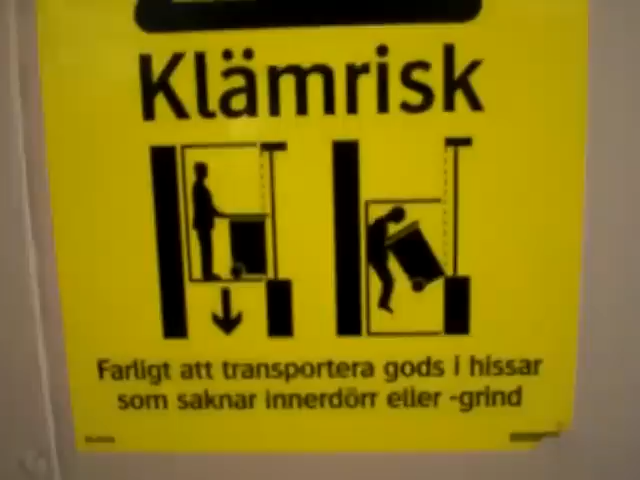 Klämrisk
Farligt att transportera gods i hissar
som saknar innerdörr eller -grind